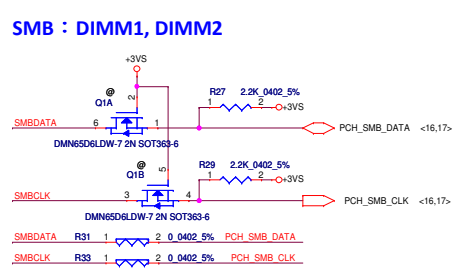 SMB：DIMM1, DIMM2
+3VS
@
Q1A
2
R27 2.2K_0402_5%
1 2 +3VS
SMBDATA 6 1 PCH_SMB_DATA <16,17>
DMN65D6LDW-7 2N SOT363-6
@
Q1B
5
R29 2.2K_0402_5%
1 2 +3VS
SMBCLK 3 4 PCH_SMB_CLK <16,17>
DMN65D6LDW-7 2N SOT363-6
SMBDATA R31 1 2 0_0402_5% PCH_SMB_DATA
SMBCLK R33 1 2 0_0402_5% PCH_SMB_CLK